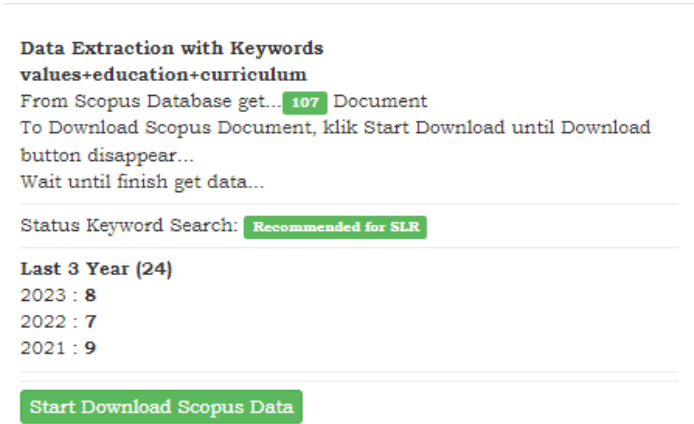 Data Extraction with Keywords
values+education+curriculum
From Scopus Database get... 107 Document
To Download Scopus Document, klik Start Download until Download
button disappear...
Wait until finish get data...
Status Keyword Search: Recommended for SLR
Last 3 Year (24)
2023 : 8
2022 : 7
2021 : 9
Start Download Scopus Data